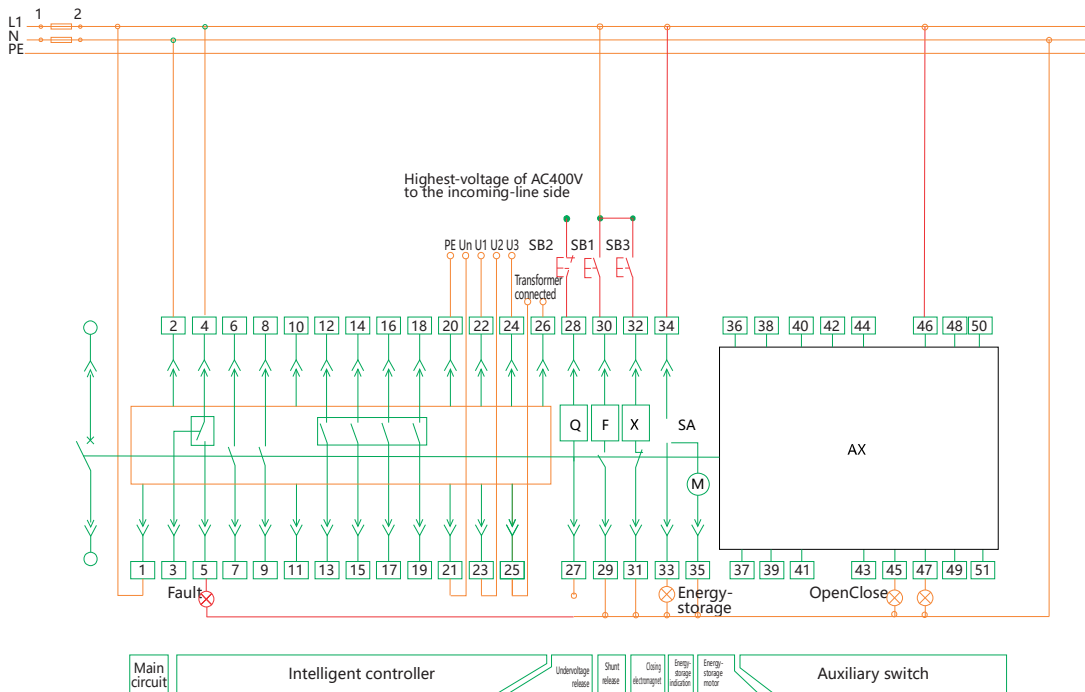 L1 1 2
N
PE
Highest-voltage of AC400V
to the incoming-line side
PE Un U1 U2 U3 SB2 SB1 SB3
Transformer
connected
2 4 6 8 10 12 14 16 18 20 22 24 26 28 30 32 34 36 38 40 42 44 46 48 50
Q F X SA AX
M
1 3 5 7 9 11 13 15 17 19 21 23 25 27 29 31 33 35 37 39 41 43 45 47 49 51
Fault Energy-
storage OpenClose
Main
circuit
Intelligent controller
Undervoltage
release
Shunt
release
Closing
electromagnet
Energy-
storage
indication
Energy-
storage
motor
Auxiliary switch